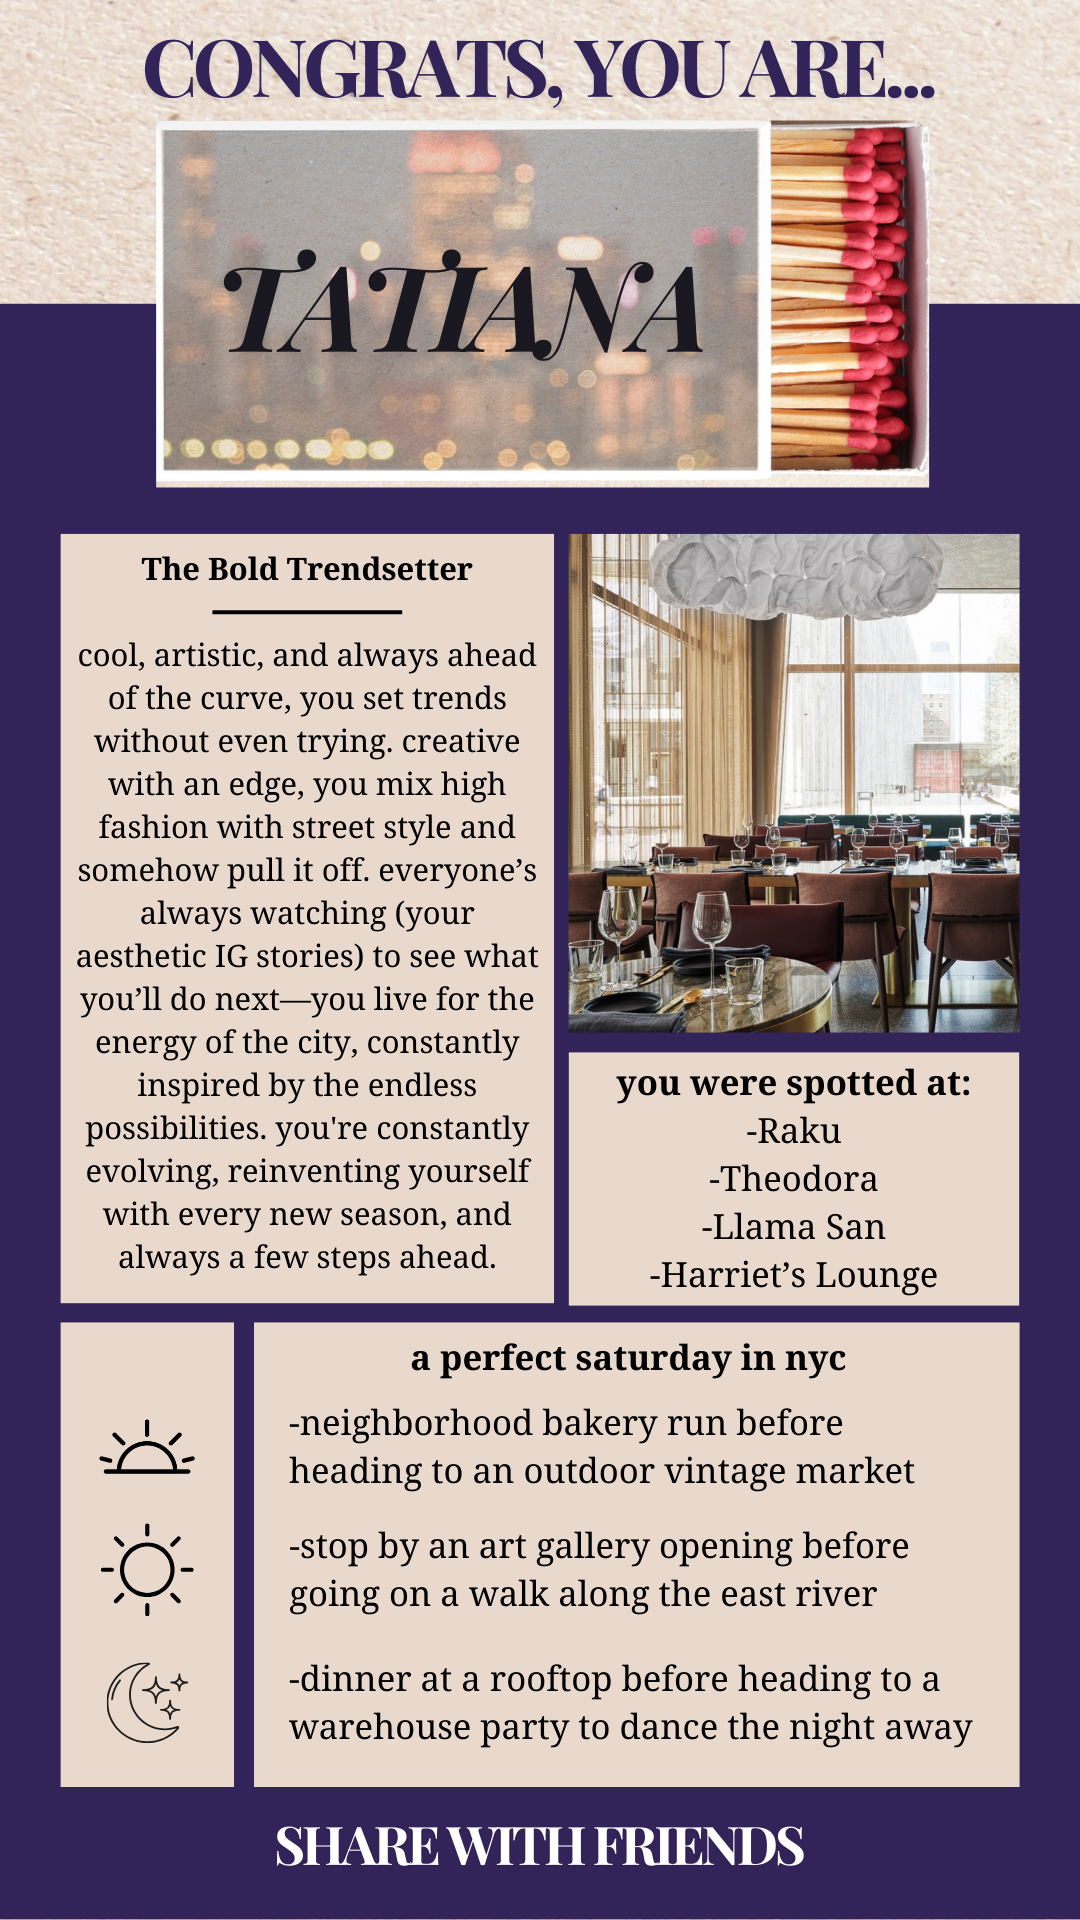 CONGRATS, YOU ARE...
TATIANA
The Bold Trendsetter
cool, artistic, and always ahead
of the curve, you set trends
without even trying. creative
with an edge, you mix high
fashion with street style and
somehow pull it off. everyone’s
always watching (your
aesthetic IG stories) to see what
you’ll do next—you live for the
energy of the city, constantly
inspired by the endless
possibilities. you're constantly
evolving, reinventing yourself
with every new season, and
always a few steps ahead.
you were spotted at:
-Raku
-Theodora
-Llama San
-Harriet’s Lounge
a perfect saturday in nyc
-neighborhood bakery run before
heading to an outdoor vintage market
-stop by an art gallery opening before
going on a walk along the east river
-dinner at a rooftop before heading to a
warehouse party to dance the night away
SHARE WITH FRIENDS